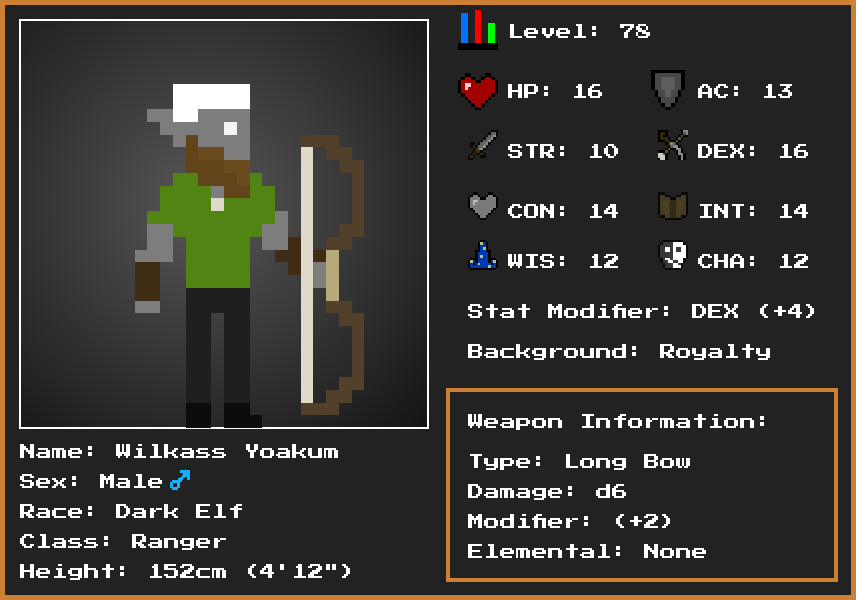 Level: 78
HP: 16
AC: 13
STR: 10
DEX: 16
CON: 14
INT: 14
WIS: 12
CHA: 12
Stat Modifier: DEX (+4)
Background: Royalty
Weapon Information:
Type: Long Bow
Damage: d6
Modifier: (+2)
Elemental: None
Name: Wilkass Yoakum
Sex: Male ♂
Race: Dark Elf
Class: Ranger
Height: 152cm (4'12")